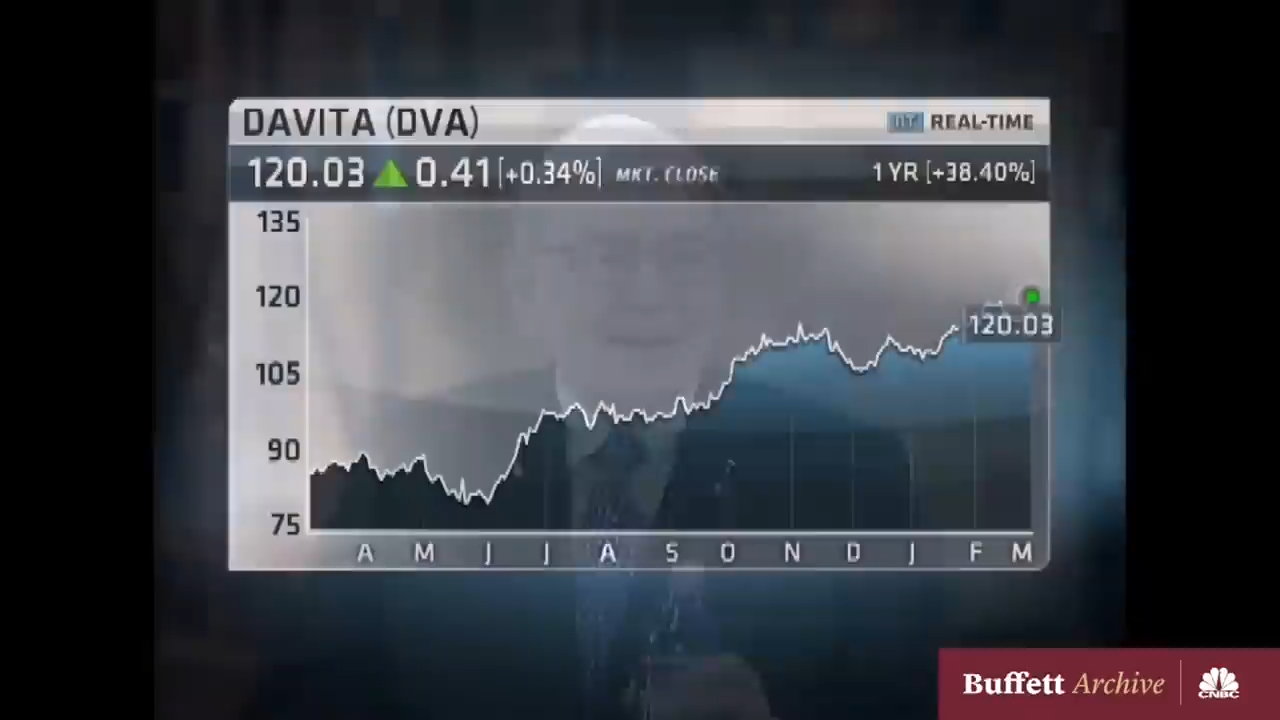 DAVITA (DVA)
RT REAL-TIME
120.03 ▲ 0.41 [+0.34%] MKT. CLOSE
1 YR [+38.40%]
135
120
105
90
75
120.03
A M J J A S O N D J F M
Buffett Archive
CNBC